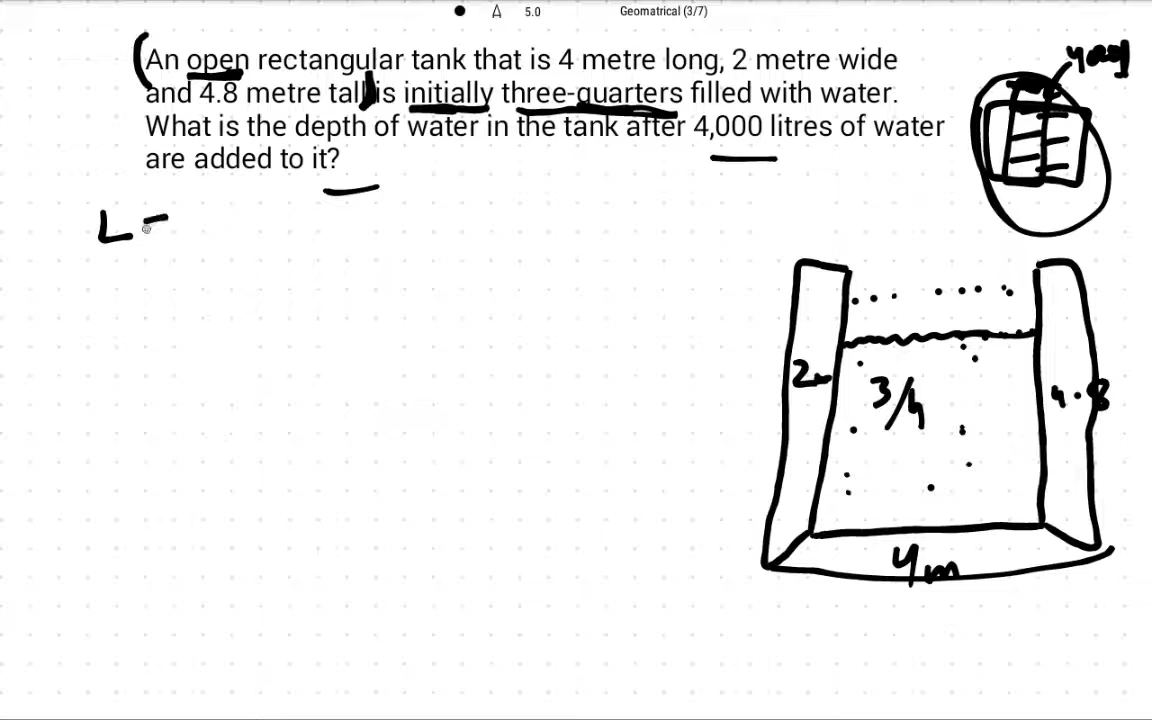 A 5.0 Geomatrical (3/7)
An open rectangular tank that is 4 metre long, 2 metre wide
and 4.8 metre tall is initially three-quarters filled with water.
What is the depth of water in the tank after 4,000 litres of water
are added to it?
L =
2m
3/4
4.8
4m